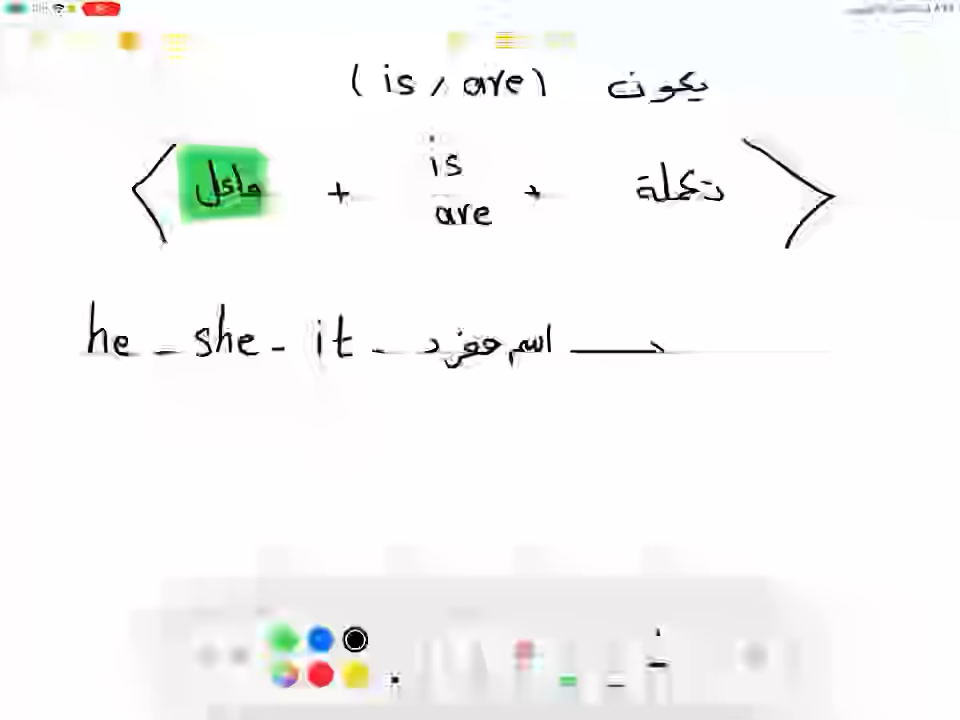 (is / are) يكون
فاعل + is + تكملة
are
he - she - it - اسم مفرد